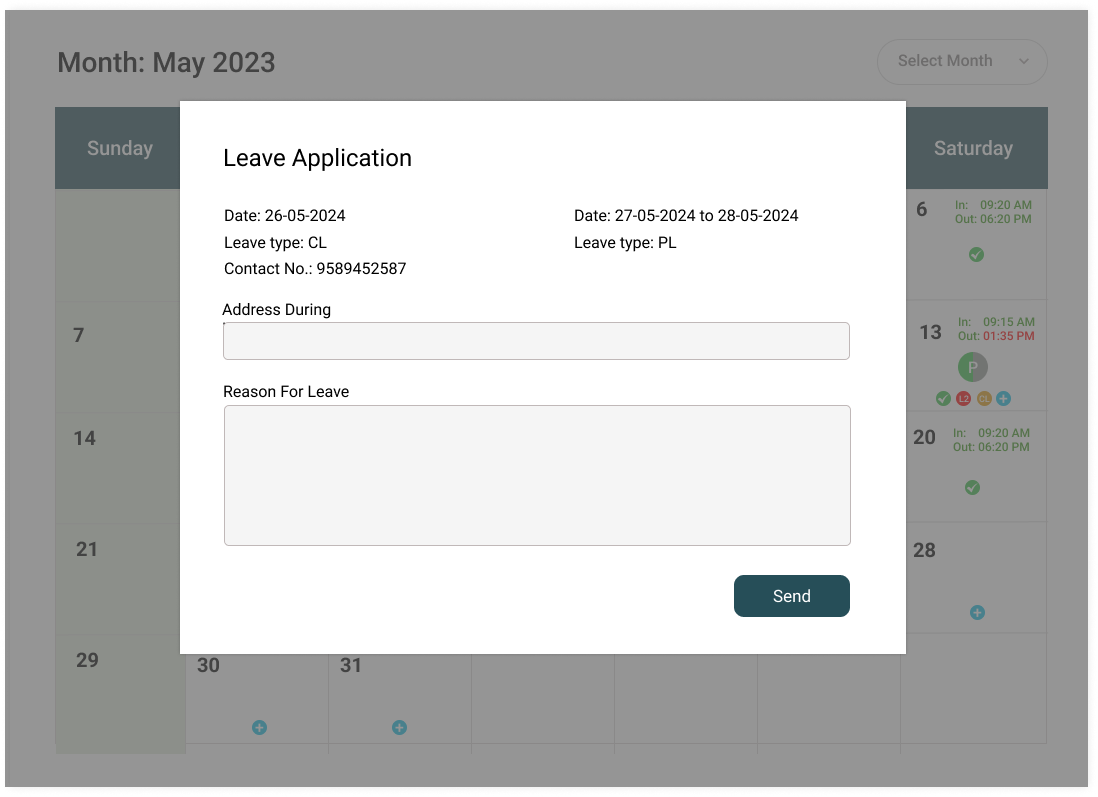 Month: May 2023
Select Month
Sunday
Saturday
Leave Application
Date: 26-05-2024
Date: 27-05-2024 to 28-05-2024
Leave type: CL
Leave type: PL
Contact No.: 9589452587
Address During
Reason For Leave
Send
6
In: 09:20 AM
Out: 06:20 PM
7
13
In: 09:15 AM
Out: 01:35 PM
P
L2
CL
14
20
In: 09:20 AM
Out: 06:20 PM
21
28
29
30
31